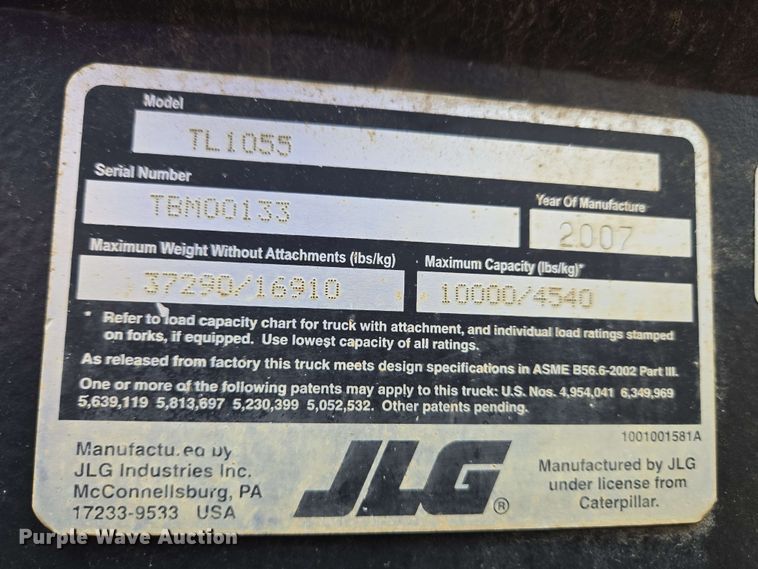 Model
TL1055
Serial Number
TBM00133
Year Of Manufacture
2007
Maximum Weight Without Attachments (lbs/kg)
37290/16910
Maximum Capacity (lbs/kg)*
10000/4540
* Refer to load capacity chart for truck with attachment, and individual load ratings stamped
on forks, if equipped. Use lowest capacity of all ratings.
As released from factory this truck meets design specifications in ASME B56.6-2002 Part III.
One or more of the following patents may apply to this truck: U.S. Nos. 4,954,041 6,349,969
5,639,119 5,813,697 5,230,399 5,052,532. Other patents pending.
Manufactured by
JLG Industries Inc.
McConnellsburg, PA
17233-9533 USA
JLG®
1001001581A
Manufactured by JLG
under license from
Caterpillar.
Purple Wave Auction